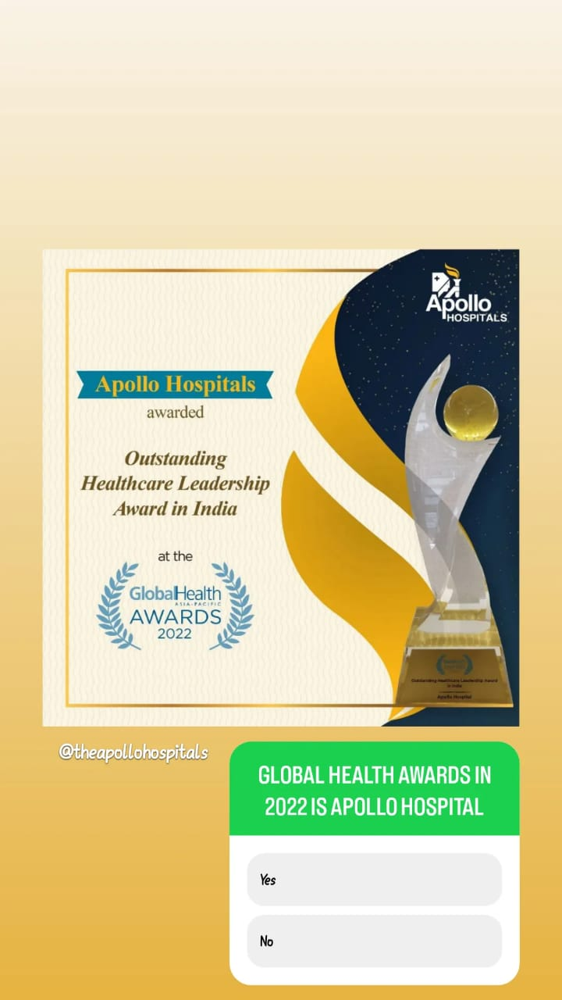 Apollo
HOSPITALS
Apollo Hospitals
awarded
Outstanding
Healthcare Leadership
Award in India
at the
GlobalHealth
ASIA-PACIFIC
AWARDS
2022
Outstanding Healthcare Leadership Award
in India
Apollo Hospital
@theapollohospitals
GLOBAL HEALTH AWARDS IN
2022 IS APOLLO HOSPITAL
Yes
No